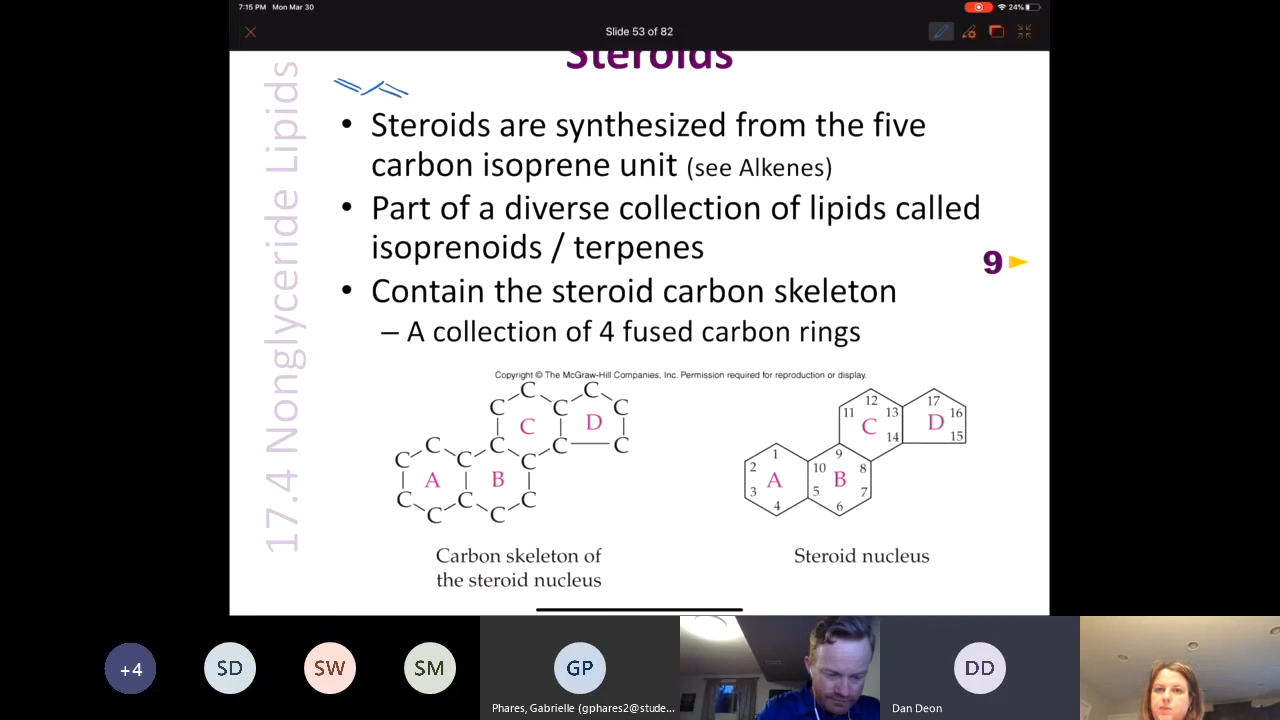 7:15 PM Mon Mar 30
24%
Slide 53 of 82
Steroids
17.4 Nonglyceride Lipids
• Steroids are synthesized from the five
carbon isoprene unit (see Alkenes)
• Part of a diverse collection of lipids called
isoprenoids / terpenes
9
• Contain the steroid carbon skeleton
– A collection of 4 fused carbon rings
Copyright © The McGraw-Hill Companies, Inc. Permission required for reproduction or display.
C C
C C C C
C D
C C C
C C C
A B
C C C
C C
12 17
11 13 16
C D
14 15
1 9
2 10 8
A B
3 5 7
4 6
Carbon skeleton of
the steroid nucleus
Steroid nucleus
+4
SD
SW
SM
GP
DD
Phares, Gabrielle (gphares2@stude...
Dan Deon